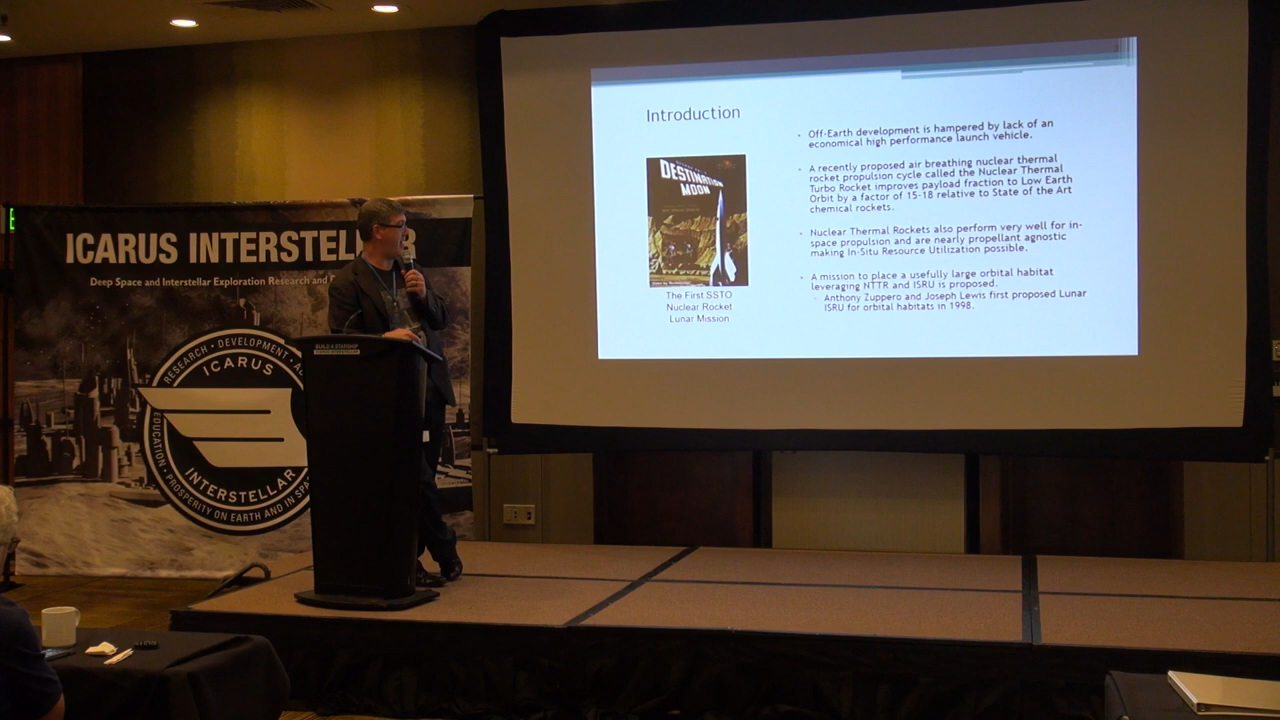 ICARUS INTERSTELL R
Deep Space and Interstellar Exploration Research and
RESEARCH • DEVELOPMENT •
ICARUS
INTERSTELLAR
EDUCATION • PROSPERITY ON EARTH AND IN
BUILD A STARSHIP
Introduction
DESTINATION
MOON
The First SSTO
Nuclear Rocket
Lunar Mission
• Off-Earth development is hampered by lack of an
economical high performance launch vehicle.
• A recently proposed air breathing nuclear thermal
rocket propulsion cycle called the Nuclear Thermal
Turbo Rocket improves payload fraction to Low Earth
Orbit by a factor of 15-18 relative to State of the Art
chemical rockets.
• Nuclear Thermal Rockets also perform very well for in-
space propulsion and are nearly propellant agnostic
making In-Situ Resource Utilization possible.
• A mission to place a usefully large orbital habitat
leveraging NTTR and ISRU is proposed.
Anthony Zuppero and Joseph Lewis first proposed Lunar
ISRU for orbital habitats in 1998.